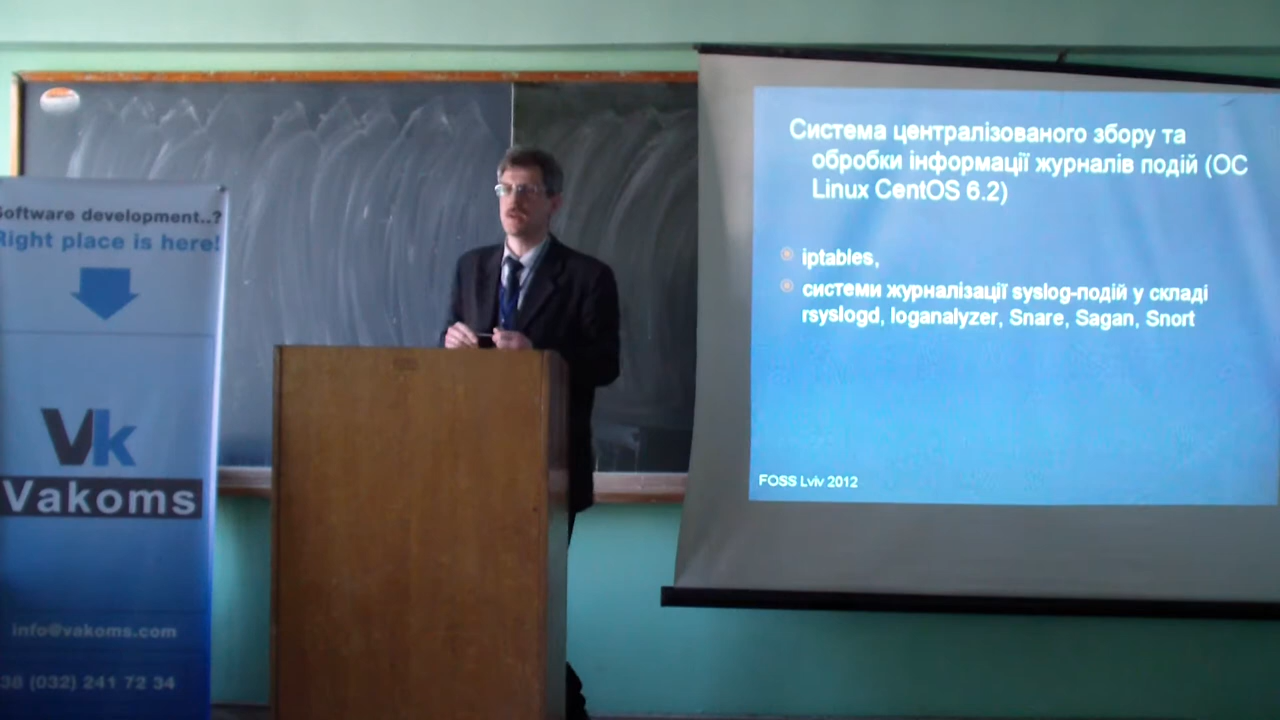 Software development..?
Right place is here!
Vk
Vakoms
info@vakoms.com
38 (032) 241 72 34
Система централізованого збору та
обробки інформації журналів подій (ОС
Linux CentOS 6.2)
iptables,
системи журналізації syslog-подій у складі
rsyslogd, loganalyzer, Snare, Sagan, Snort
FOSS Lviv 2012